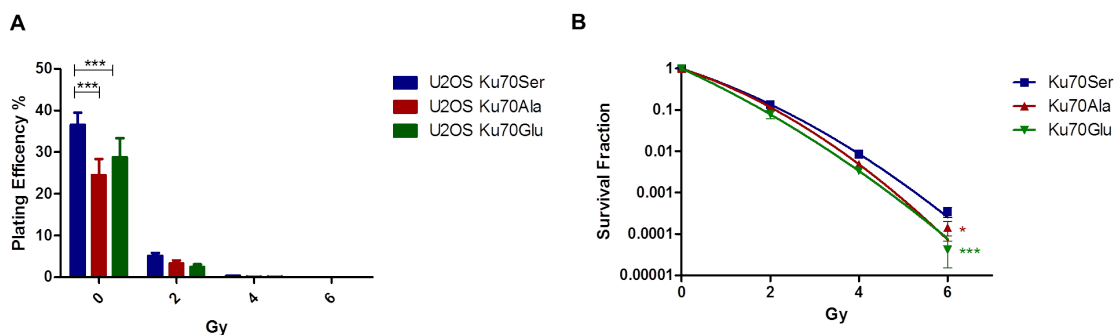 A
***
***
50
40
30
20
10
0
Plating Efficency %
0
2
4
6
Gy
U2OS Ku70Ser
U2OS Ku70Ala
U2OS Ku70Glu
B
1
0.1
0.01
0.001
0.0001
0.00001
Survival Fraction
0
2
4
6
Gy
*
***
Ku70Ser
Ku70Ala
Ku70Glu